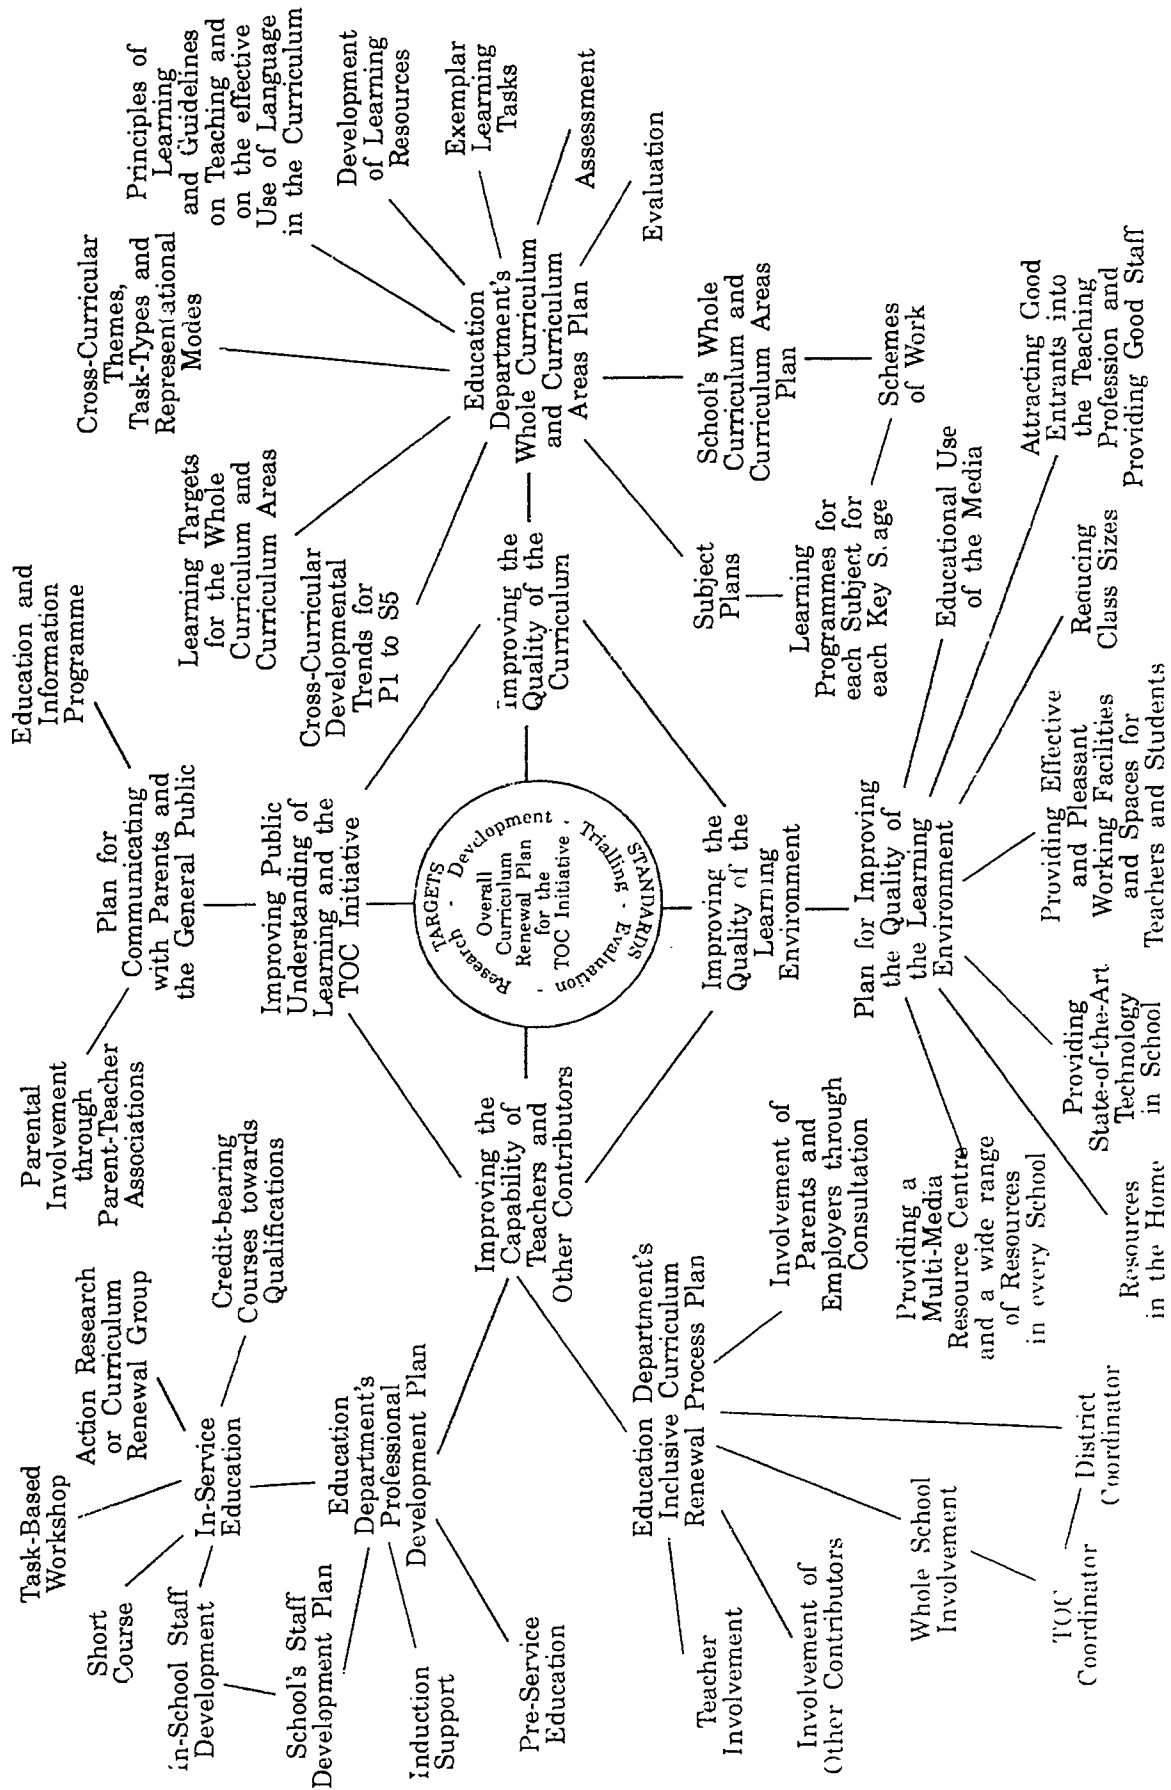 Task-Based
Workshop
Short
Course
Action Research
or Curriculum
Renewal Group
Credit-bearing
Courses towards
Qualifications
In-Service
Education
In-School Staff
Development
School's Staff
Development Plan
Induction
Support
Pre-Service
Education
Education
Department's
Professional
Development Plan
Parental
Involvement
through
Parent-Teacher
Associations
Plan for
Communicating
with Parents and
the General Public
Education and
Information
Programme
Improving Public
Understanding of
Learning and the
TOC Initiative
Improving the
Capability of
Teachers and
Other Contributors
TARGETS
Research - Development -
Overall
Curriculum
Renewal Plan
for the
TOC Initiative
Trialling - Evaluation -
STANDARDS
Improving the
Quality of the
Curriculum
Improving the
Quality of the
Learning
Environment
Cross-Curricular
Themes,
Task-Types and
Representational
Modes
Principles of
Learning
and Guidelines
on Teaching and
on the effective
Use of Language
in the Curriculum
Learning Targets
for the Whole
Curriculum and
Curriculum Areas
Cross-Curricular
Developmental
Trends for
P1 to S5
Development
of Learning
Resources
Exemplar
Learning
Tasks
Assessment
Evaluation
Education
Department's
Whole Curriculum
and Curriculum
Areas Plan
Subject
Plans
School's Whole
Curriculum and
Curriculum Areas
Plan
Learning
Programmes for
each Subject for
each Key S.age
Schemes
of Work
Education Department's
Inclusive Curriculum
Renewal Process Plan
Teacher
Involvement
Involvement of
Other Contributors
Whole School
Involvement
TOC
Coordinator
District
Coordinator
Involvement of
Parents and
Employers through
Consultation
Plan for Improving
the Quality of
the Learning
Environment
Providing a
Multi-Media
Resource Centre
and a wide range
of Resources
in every School
Resources
in the Home
Providing
State-of-the-Art
Technology
in School
Providing Effective
and Pleasant
Working Facilities
and Spaces for
Teachers and Students
Reducing
Class Sizes
Educational Use
of the Media
Attracting Good
Entrants into
the Teaching
Profession and
Providing Good Staff